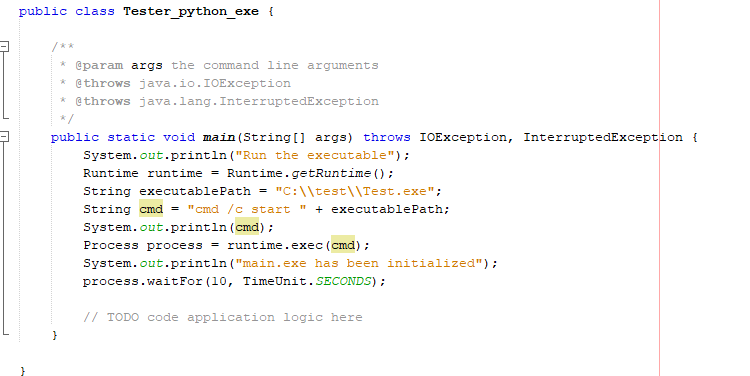 public class Tester_python_exe {
/**
* @param args the command line arguments
* @throws java.io.IOException
* @throws java.lang.InterruptedException
*/
public static void main(String[] args) throws IOException, InterruptedException {
System.out.println("Run the executable");
Runtime runtime = Runtime.getRuntime();
String executablePath = "C:\\test\\Test.exe";
String cmd = "cmd /c start " + executablePath;
System.out.println(cmd);
Process process = runtime.exec(cmd);
System.out.println("main.exe has been initialized");
process.waitFor(10, TimeUnit.SECONDS);
// TODO code application logic here
}
}